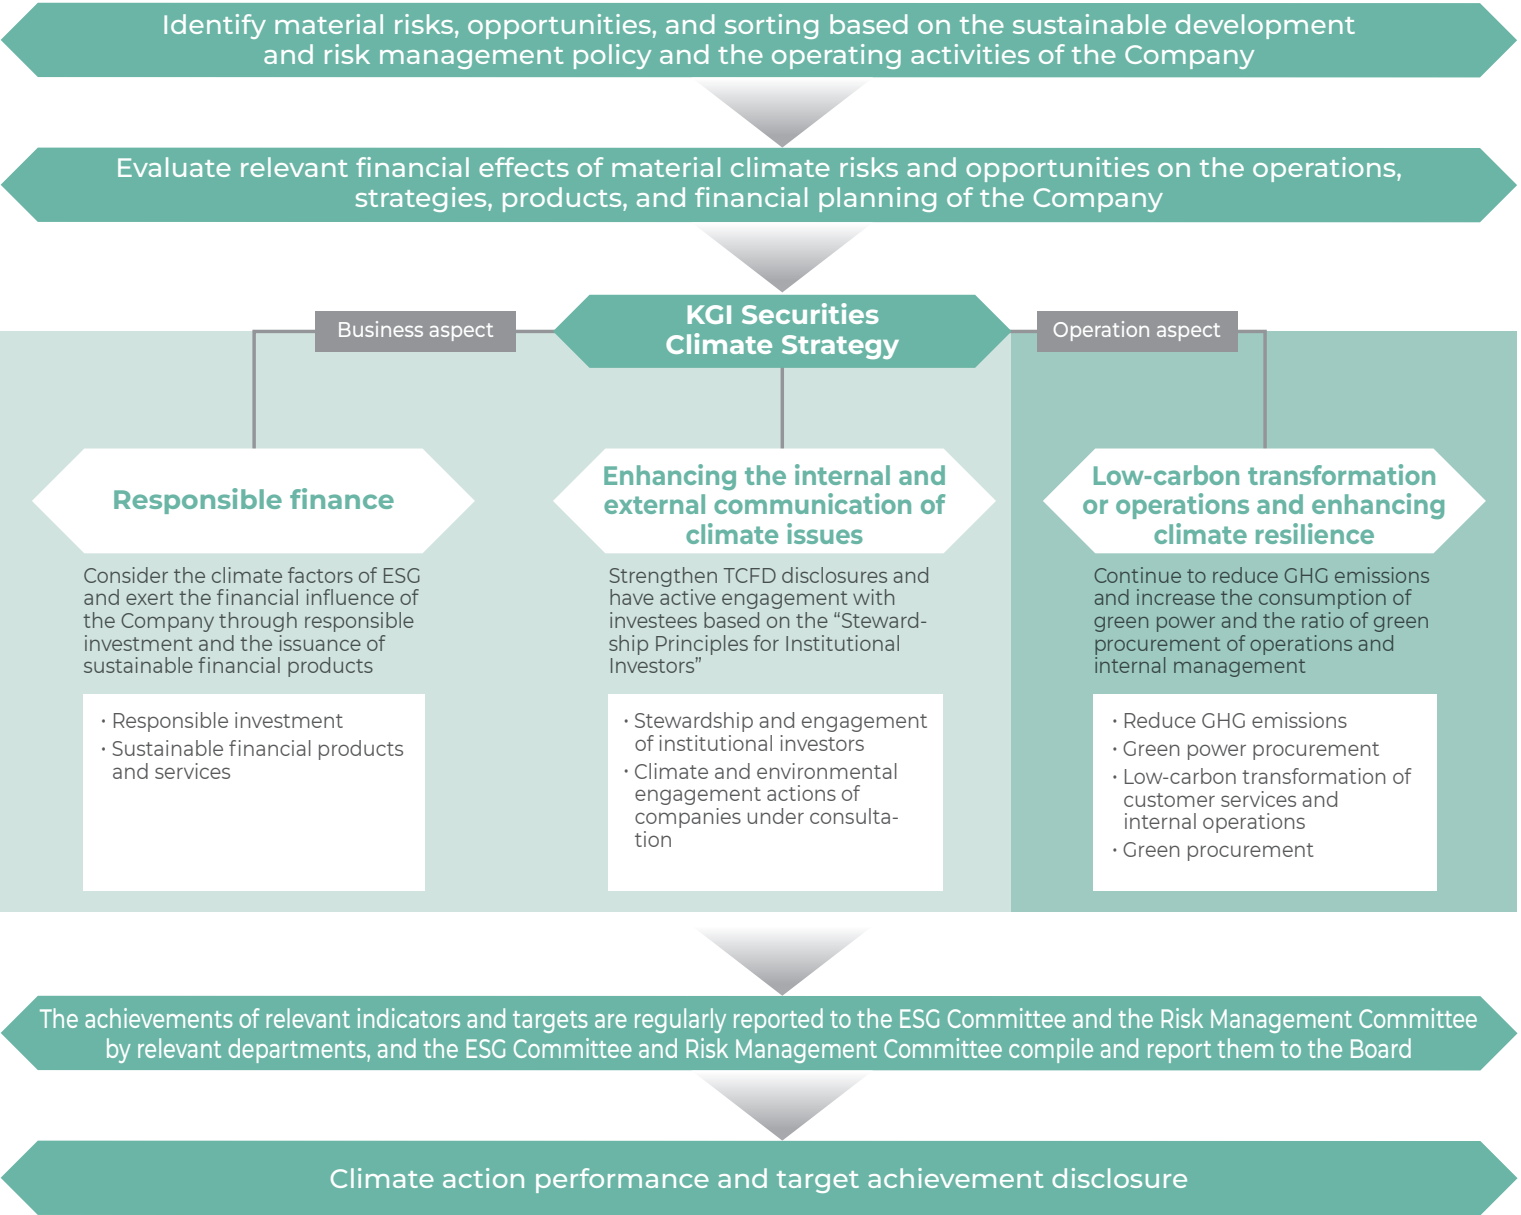 Identify material risks, opportunities, and sorting based on the sustainable development
and risk management policy and the operating activities of the Company
Evaluate relevant financial effects of material climate risks and opportunities on the operations,
strategies, products, and financial planning of the Company
Business aspect
KGI Securities
Climate Strategy
Operation aspect
Responsible finance
Consider the climate factors of ESG
and exert the financial influence of
the Company through responsible
investment and the issuance of
sustainable financial products
· Responsible investment
· Sustainable financial products
and services
Enhancing the internal and
external communication of
climate issues
Strengthen TCFD disclosures and
have active engagement with
investees based on the “Steward-
ship Principles for Institutional
Investors”
· Stewardship and engagement
of institutional investors
· Climate and environmental
engagement actions of
companies under consulta-
tion
Low-carbon transformation
or operations and enhancing
climate resilience
Continue to reduce GHG emissions
and increase the consumption of
green power and the ratio of green
procurement of operations and
internal management
· Reduce GHG emissions
· Green power procurement
· Low-carbon transformation of
customer services and
internal operations
· Green procurement
The achievements of relevant indicators and targets are regularly reported to the ESG Committee and the Risk Management Committee
by relevant departments, and the ESG Committee and Risk Management Committee compile and report them to the Board
Climate action performance and target achievement disclosure